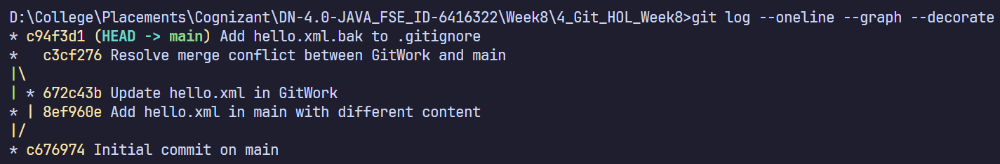 D:\College\Placements\Cognizant\DN-4.0-JAVA_FSE_ID-6416322\Week8\4_Git_HOL_Week8>git log --oneline --graph --decorate
* c94f3d1 (HEAD -> main) Add hello.xml.bak to .gitignore
*   c3cf276 Resolve merge conflict between GitWork and main
|\
| * 672c43b Update hello.xml in GitWork
* | 8ef960e Add hello.xml in main with different content
|/
* c676974 Initial commit on main